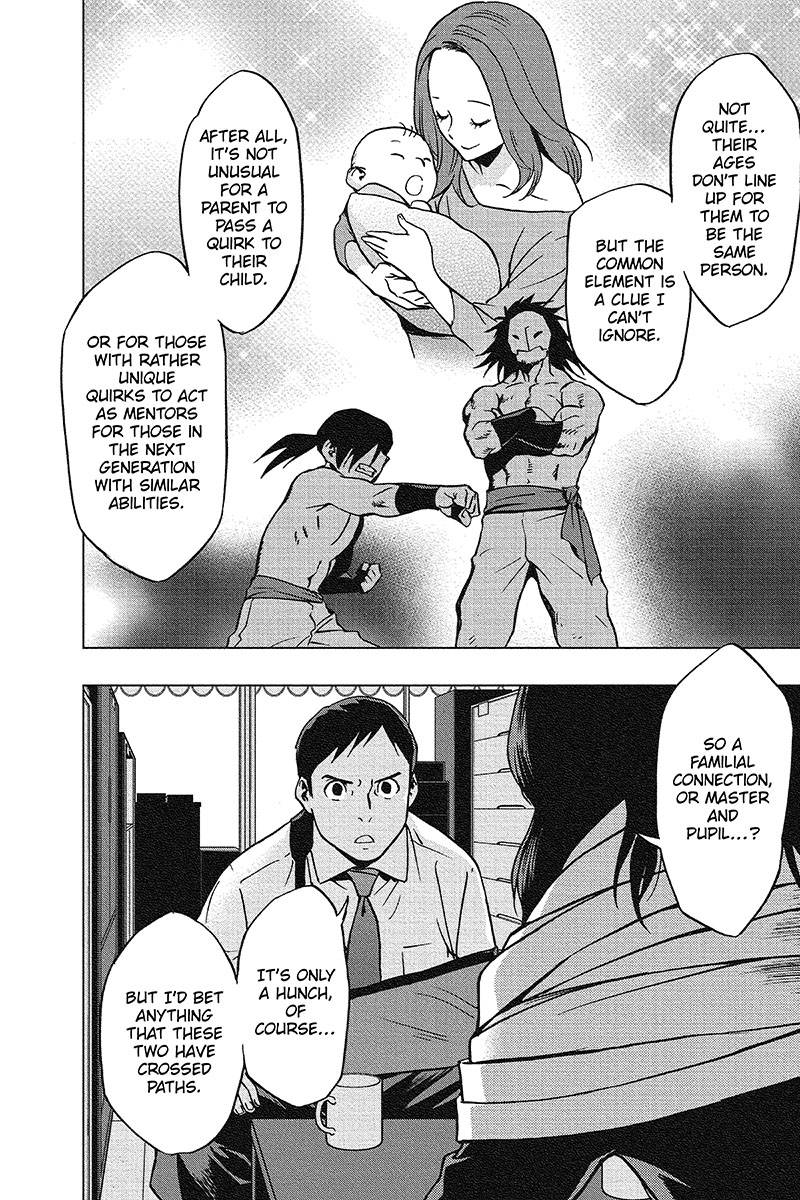 NOT
QUITE...
THEIR
AGES
DON'T LINE
UP FOR
THEM TO
BE THE
SAME
PERSON.
BUT THE
COMMON
ELEMENT IS
A CLUE I
CAN'T
IGNORE.
AFTER ALL,
IT'S NOT
UNUSUAL
FOR A
PARENT TO
PASS A
QUIRK TO
THEIR
CHILD.
OR FOR THOSE
WITH RATHER
UNIQUE
QUIRKS TO ACT
AS MENTORS
FOR THOSE IN
THE NEXT
GENERATION
WITH SIMILAR
ABILITIES.
SO A
FAMILIAL
CONNECTION,
OR MASTER
AND
PUPIL...?
IT'S ONLY
A HUNCH,
OF
COURSE...
BUT I'D BET
ANYTHING
THAT THESE
TWO HAVE
CROSSED
PATHS.